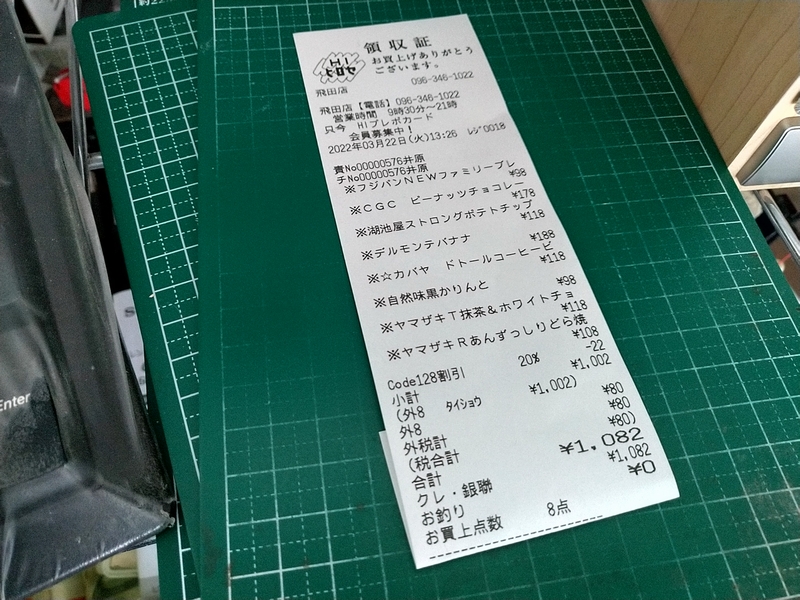 領収証
HI
ヒロセ
お買上げありがとう
ございます。
飛田店
096-346-1022
飛田店【電話】096-346-1022
営業時間 9時30分～21時
只今 HIプレポカード
会員募集中!
2022年03月22日(火)13:26 ﾚｼﾞ0018
責No00000576井原
チNo00000576井原
※フジパンNEWファミリーブレ
¥98
※CGC ピーナッツチョコレー
¥178
※湖池屋ストロングポテトチップ
¥118
※デルモンテバナナ
¥188
※☆カバヤ ドトールコーヒービ
¥118
※自然味黒かりんと
¥98
※ヤマザキT抹茶&ホワイトチョ
¥118
※ヤマザキRあんずっしりどら焼
¥108
Code128割引 20% -22
小計 ¥1,002
(外8 ﾀｲｼｮｳ ¥1,002)
外8 ¥80
外税計 ¥80
(税合計 ¥80)
合計 ¥1,082
クレ・銀聯 ¥1,082
お釣り ¥0
お買上点数 8点
Enter